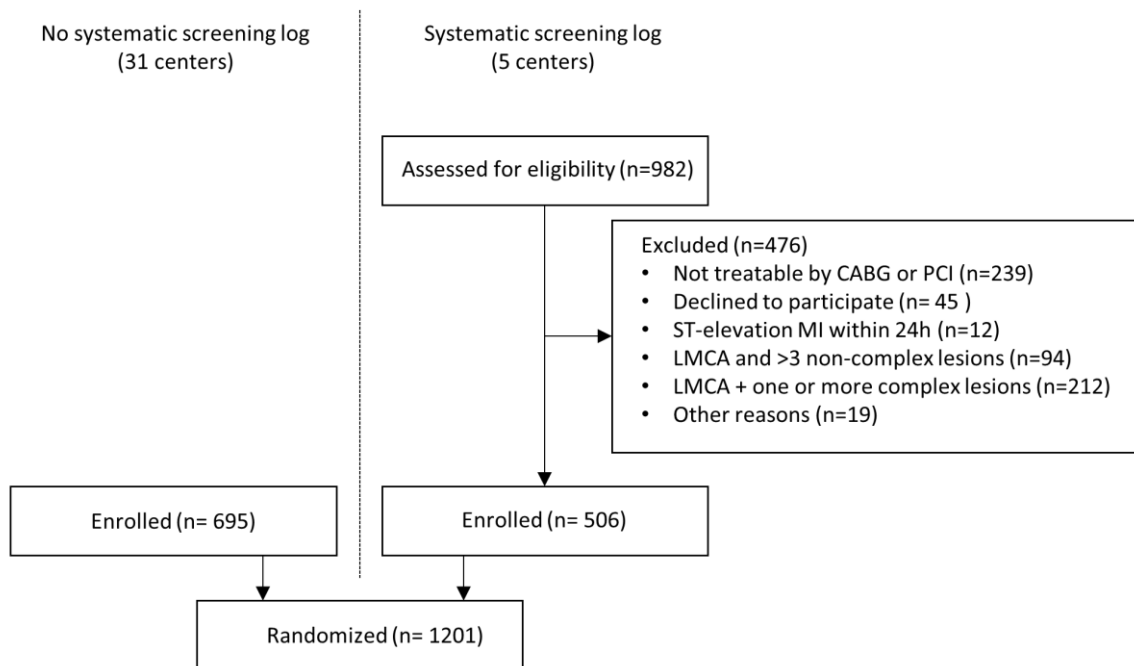 No systematic screening log
(31 centers)
Systematic screening log
(5 centers)
Assessed for eligibility (n=982)
Excluded (n=476)
• Not treatable by CABG or PCI (n=239)
• Declined to participate (n= 45 )
• ST-elevation MI within 24h (n=12)
• LMCA and >3 non-complex lesions (n=94)
• LMCA + one or more complex lesions (n=212)
• Other reasons (n=19)
Enrolled (n= 695)
Enrolled (n= 506)
Randomized (n= 1201)